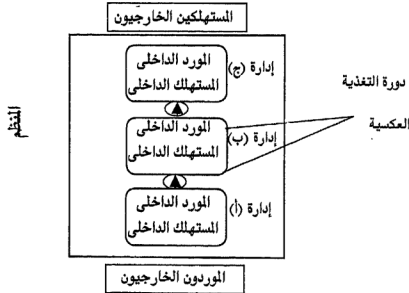 المستهلكين الخارجيون
إدارة (ج)
المورد الداخلى
المستهلك الداخلى
دورة التغذية
العكسية
إدارة (ب)
المورد الداخلى
المستهلك الداخلى
المنظم
إدارة (أ)
المورد الداخلى
المستهلك الداخلى
الموردون الخارجيون